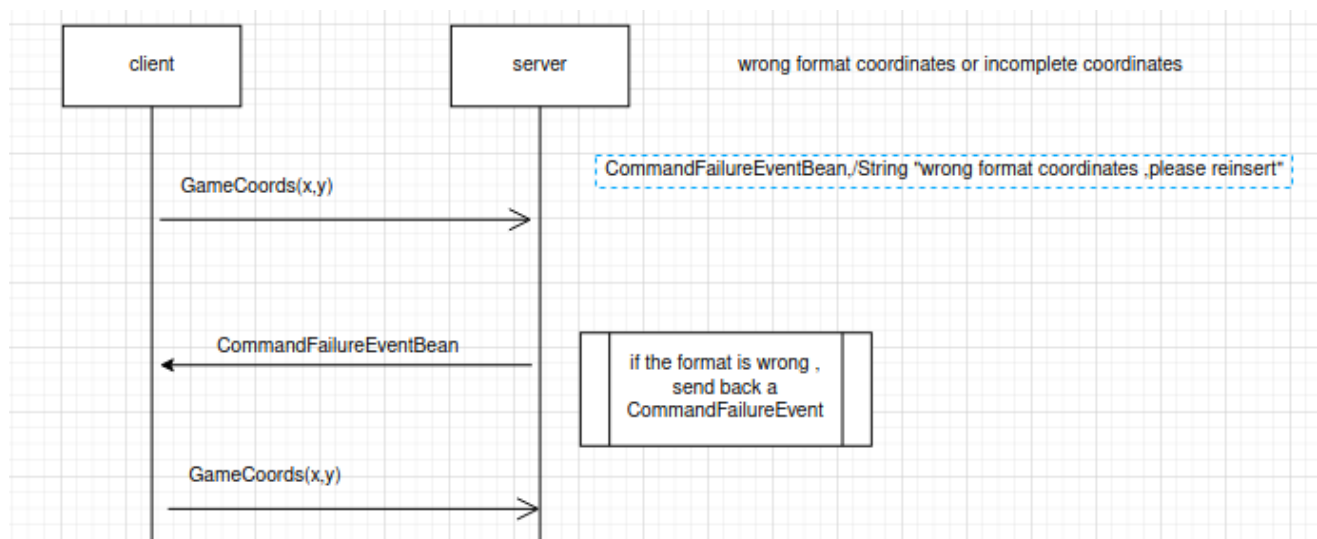 client
server
wrong format coordinates or incomplete coordinates
CommandFailureEventBean,/String "wrong format coordinates ,please reinsert"
GameCoords(x,y)
CommandFailureEventBean
if the format is wrong ,
send back a
CommandFailureEvent
GameCoords(x,y)